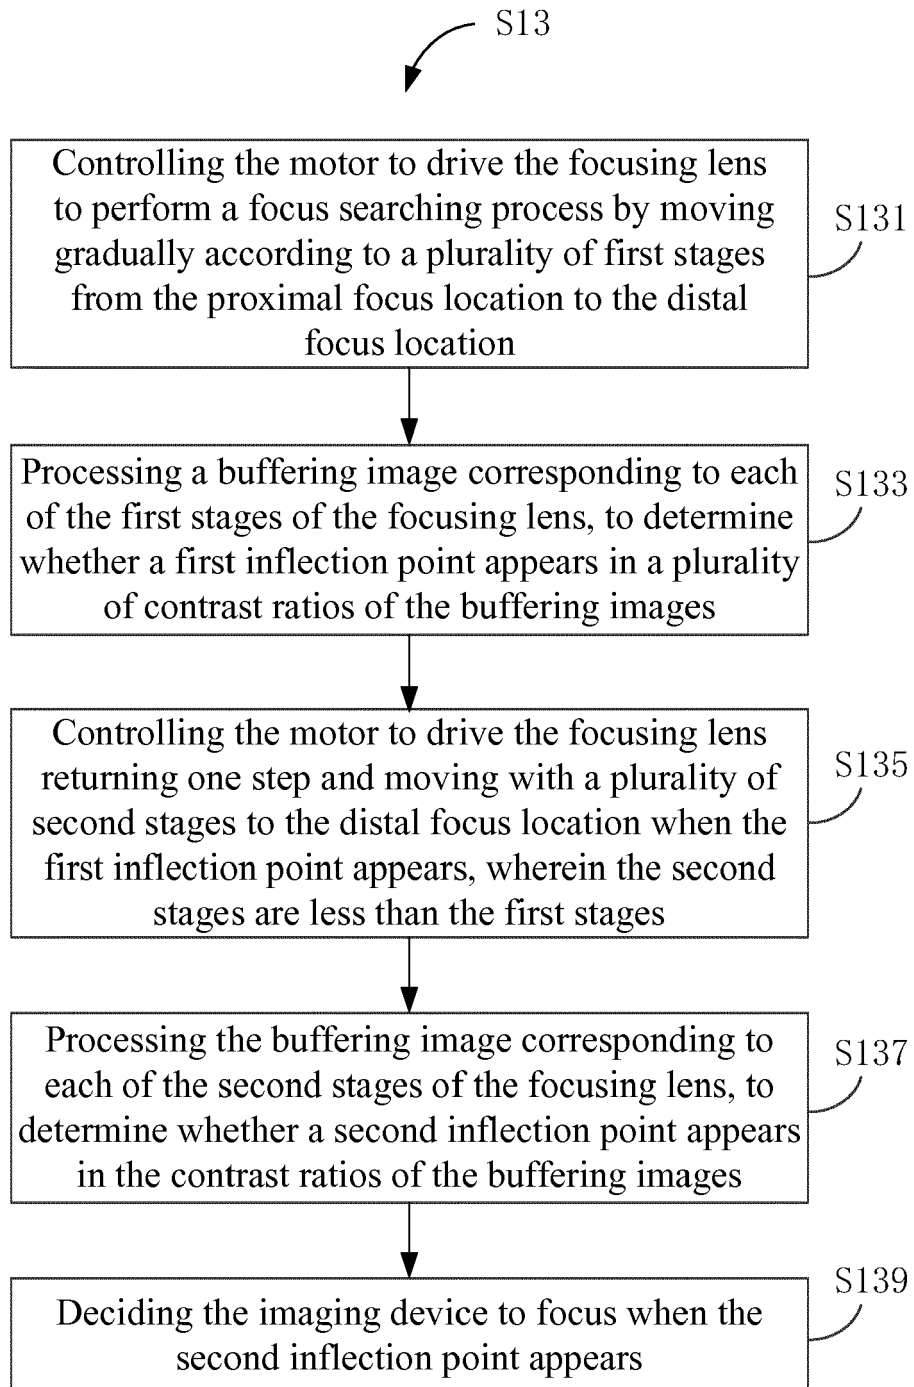 S13
Controlling the motor to drive the focusing lens
to perform a focus searching process by moving
gradually according to a plurality of first stages
from the proximal focus location to the distal
focus location
S131
Processing a buffering image corresponding to each
of the first stages of the focusing lens, to determine
whether a first inflection point appears in a plurality
of contrast ratios of the buffering images
S133
Controlling the motor to drive the focusing lens
returning one step and moving with a plurality of
second stages to the distal focus location when the
first inflection point appears, wherein the second
stages are less than the first stages
S135
Processing the buffering image corresponding to
each of the second stages of the focusing lens, to
determine whether a second inflection point appears
in the contrast ratios of the buffering images
S137
Deciding the imaging device to focus when the
second inflection point appears
S139